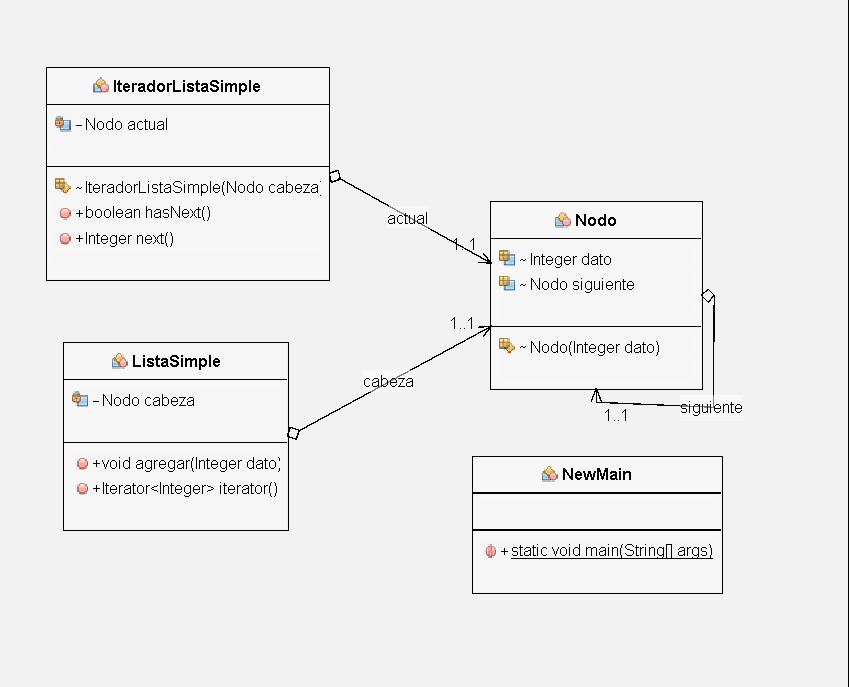 IteradorListaSimple
-Nodo actual
~IteradorListaSimple(Nodo cabeza)
+boolean hasNext()
+Integer next()
actual
1..1
Nodo
~Integer dato
~Nodo siguiente
~Nodo(Integer dato)
siguiente
1..1
ListaSimple
-Nodo cabeza
+void agregar(Integer dato)
+Iterator<Integer> iterator()
cabeza
1..1
NewMain
+static void main(String[] args)